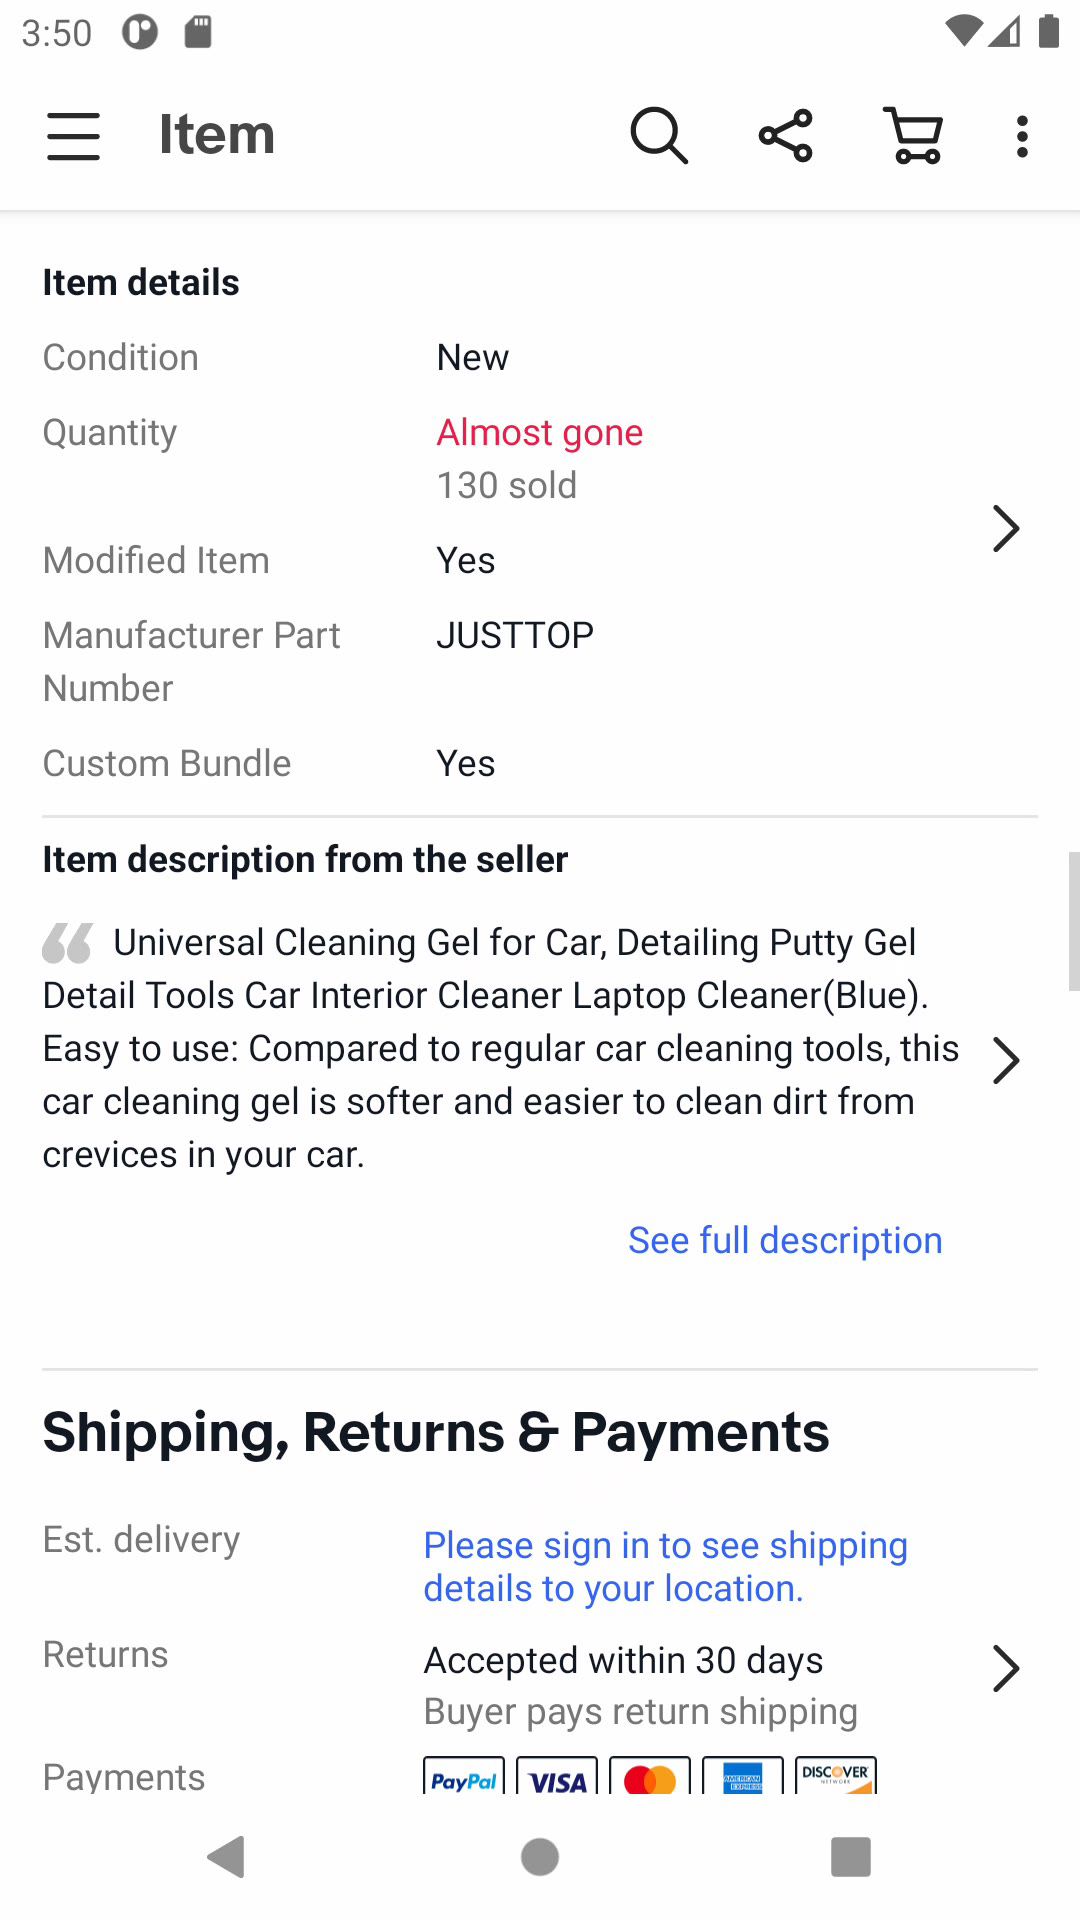 3:50
Item
Item details
Condition New
Quantity Almost gone
130 sold
Modified Item Yes
Manufacturer Part JUSTTOP
Number
Custom Bundle Yes
Item description from the seller
Universal Cleaning Gel for Car, Detailing Putty Gel
Detail Tools Car Interior Cleaner Laptop Cleaner(Blue).
Easy to use: Compared to regular car cleaning tools, this
car cleaning gel is softer and easier to clean dirt from
crevices in your car.
See full description
Shipping, Returns & Payments
Est. delivery Please sign in to see shipping
details to your location.
Returns Accepted within 30 days
Buyer pays return shipping
Payments PayPal VISA AMERICAN EXPRESS DISCOVER NETWORK